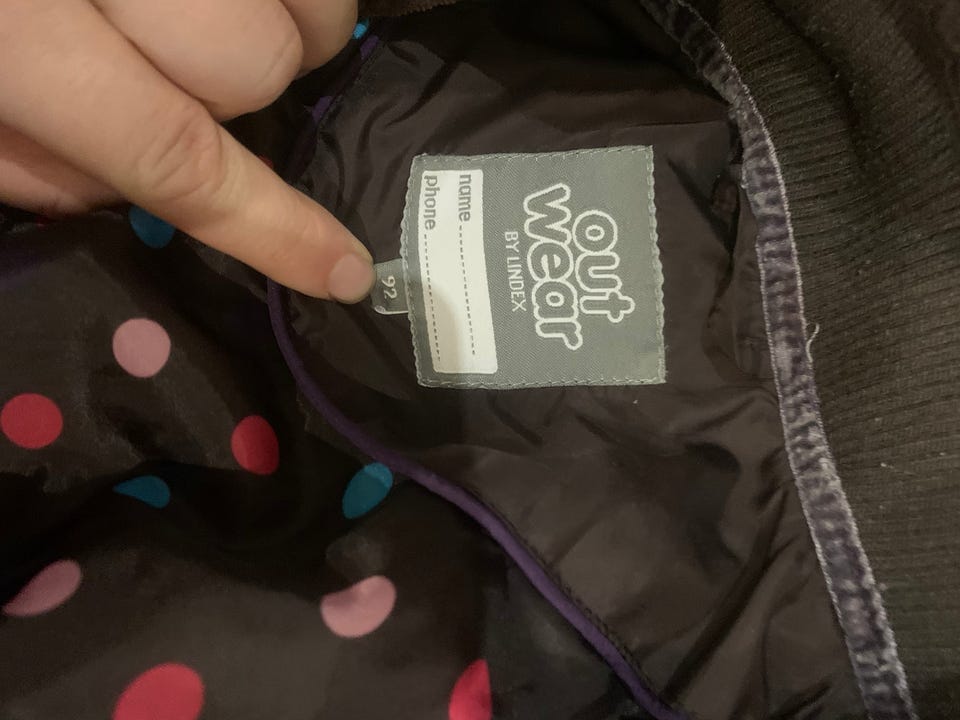 out
wear
BY LINDEX
name
phone
92